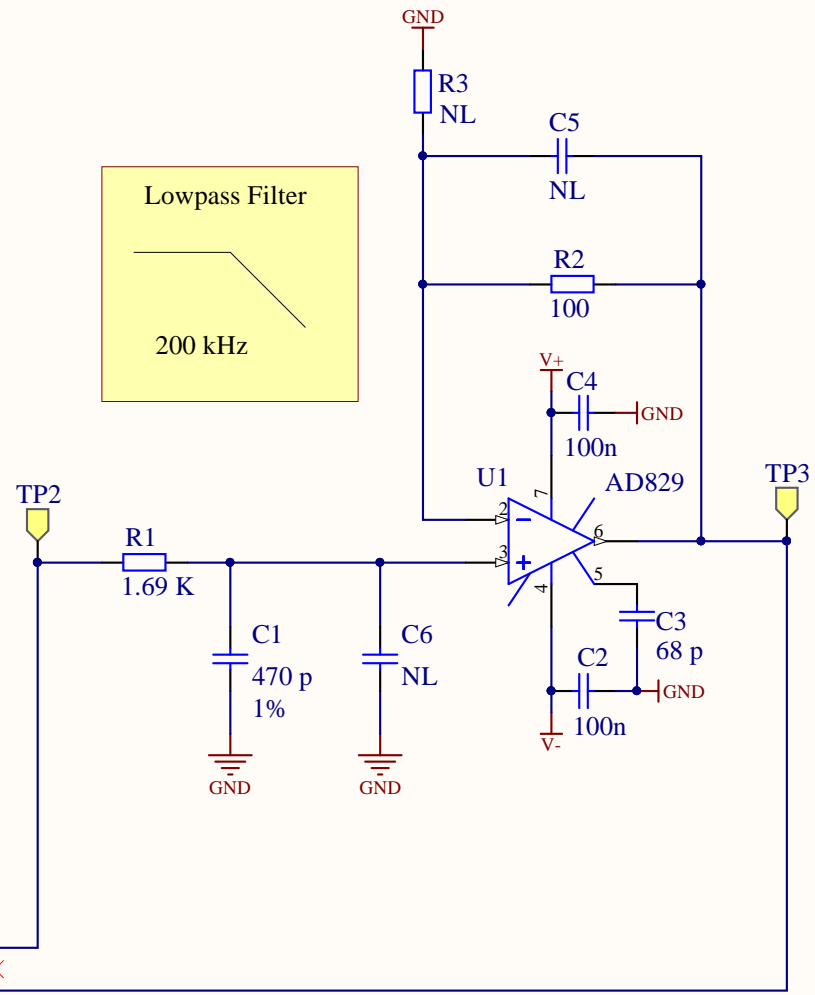 GND
R3
NL
C5
NL
Lowpass Filter
200 kHz
R2
100
V+
C4
GND
100n
U1
AD829
7
2
6
3
5
4
TP2
TP3
R1
1.69 K
C1
470 p
1%
C6
NL
C3
68 p
C2
GND
100n
V-
GND
GND